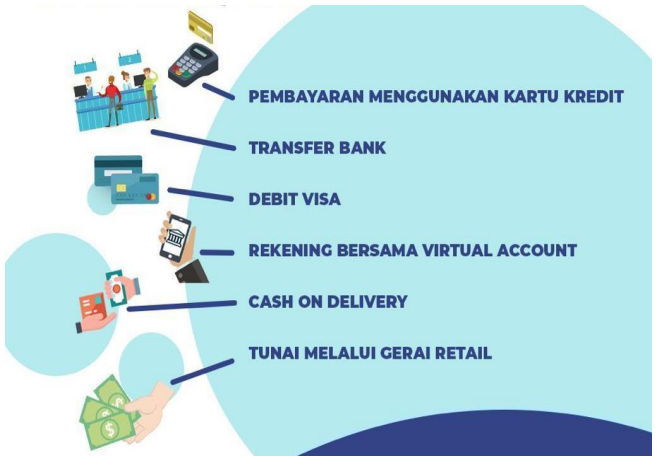 PEMBAYARAN MENGGUNAKAN KARTU KREDIT
TRANSFER BANK
DEBIT VISA
REKENING BERSAMA VIRTUAL ACCOUNT
CASH ON DELIVERY
TUNAI MELALUI GERAI RETAIL